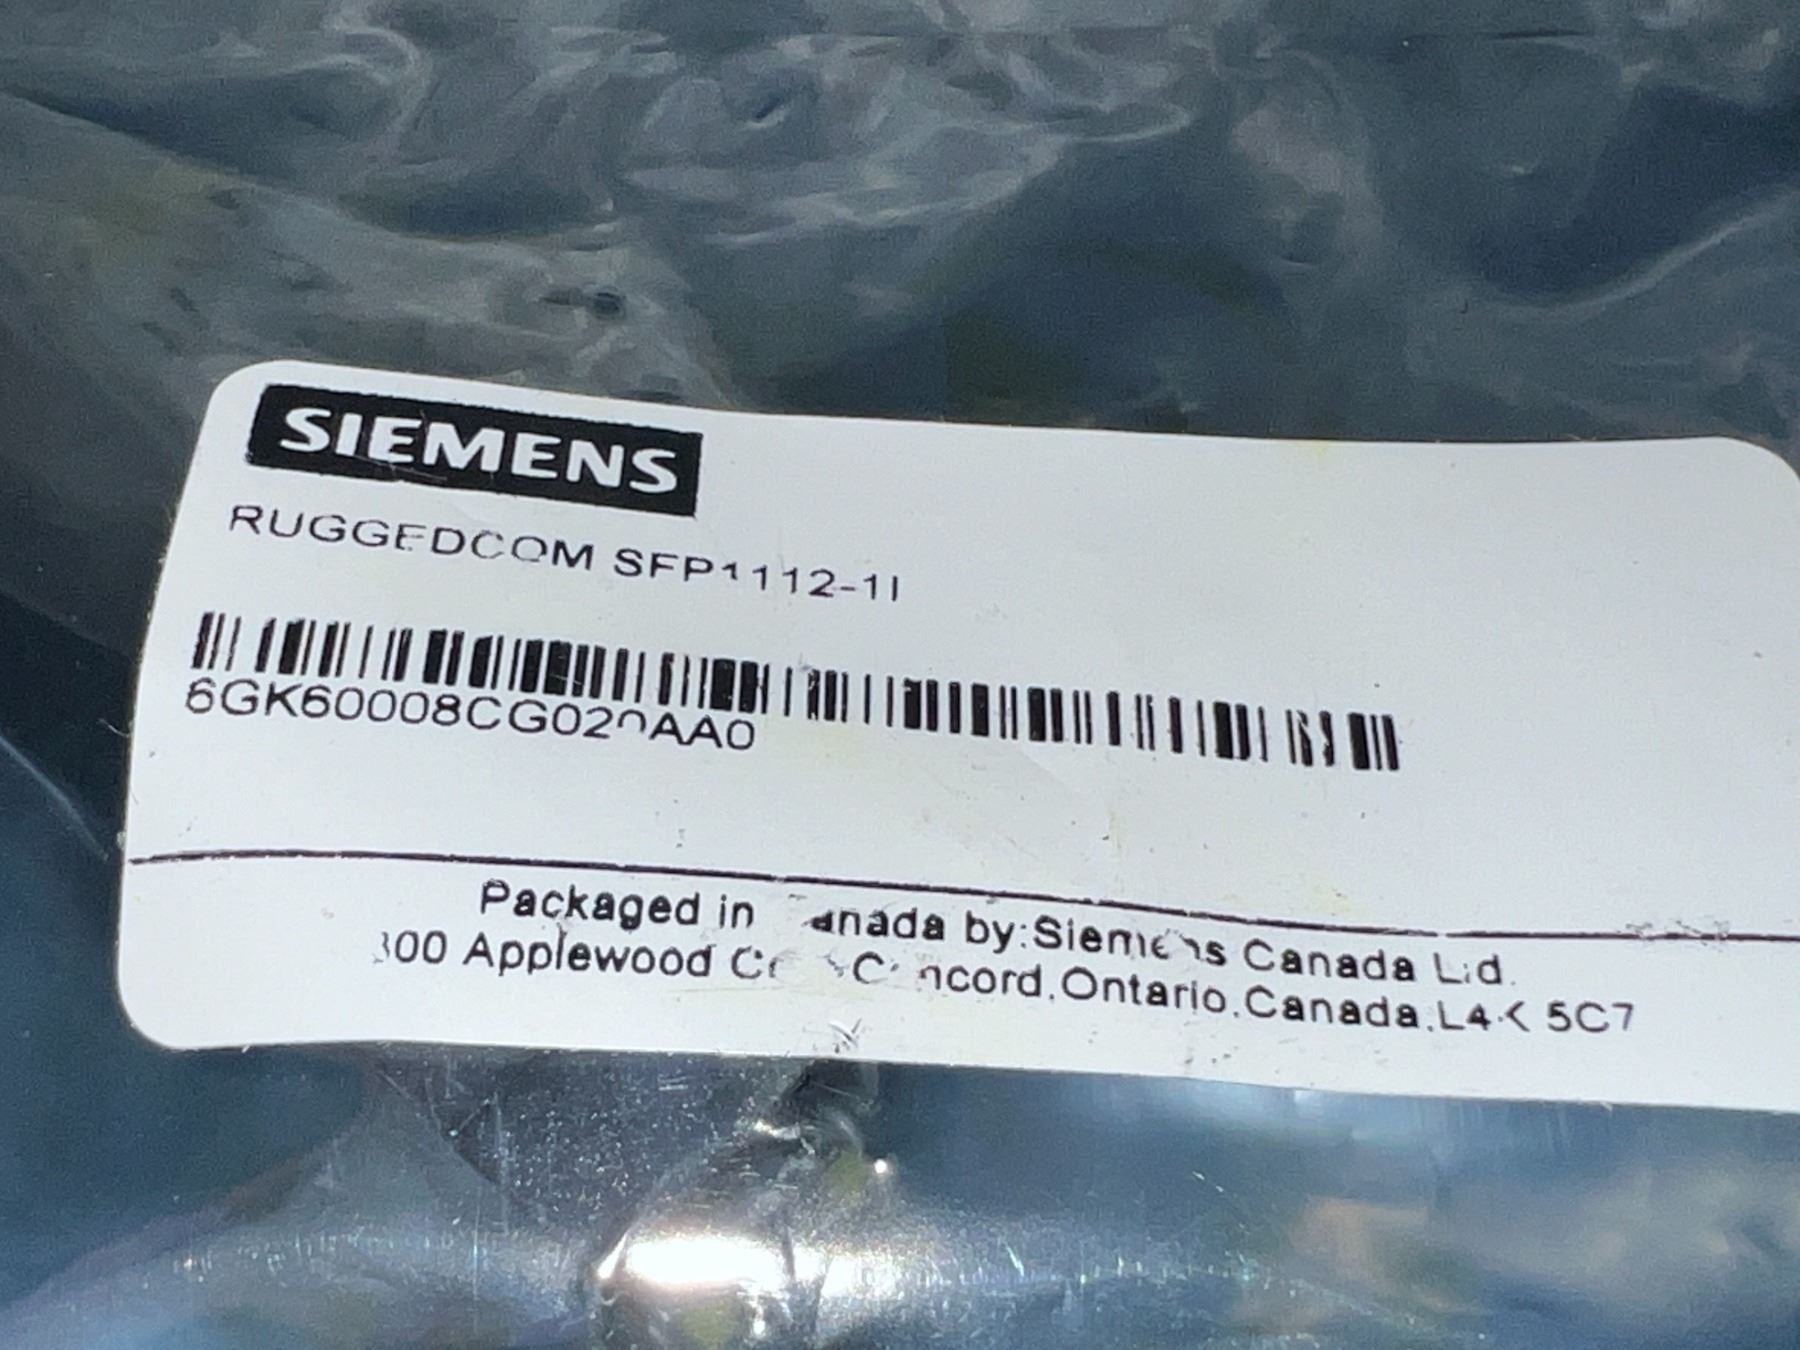 SIEMENS
RUGGEDCOM SFP1112-1I
6GK60008CG020AA0
Packaged in Canada by:Siemens Canada Ltd.
300 Applewood Concord,Ontario,Canada,L4K 5C7